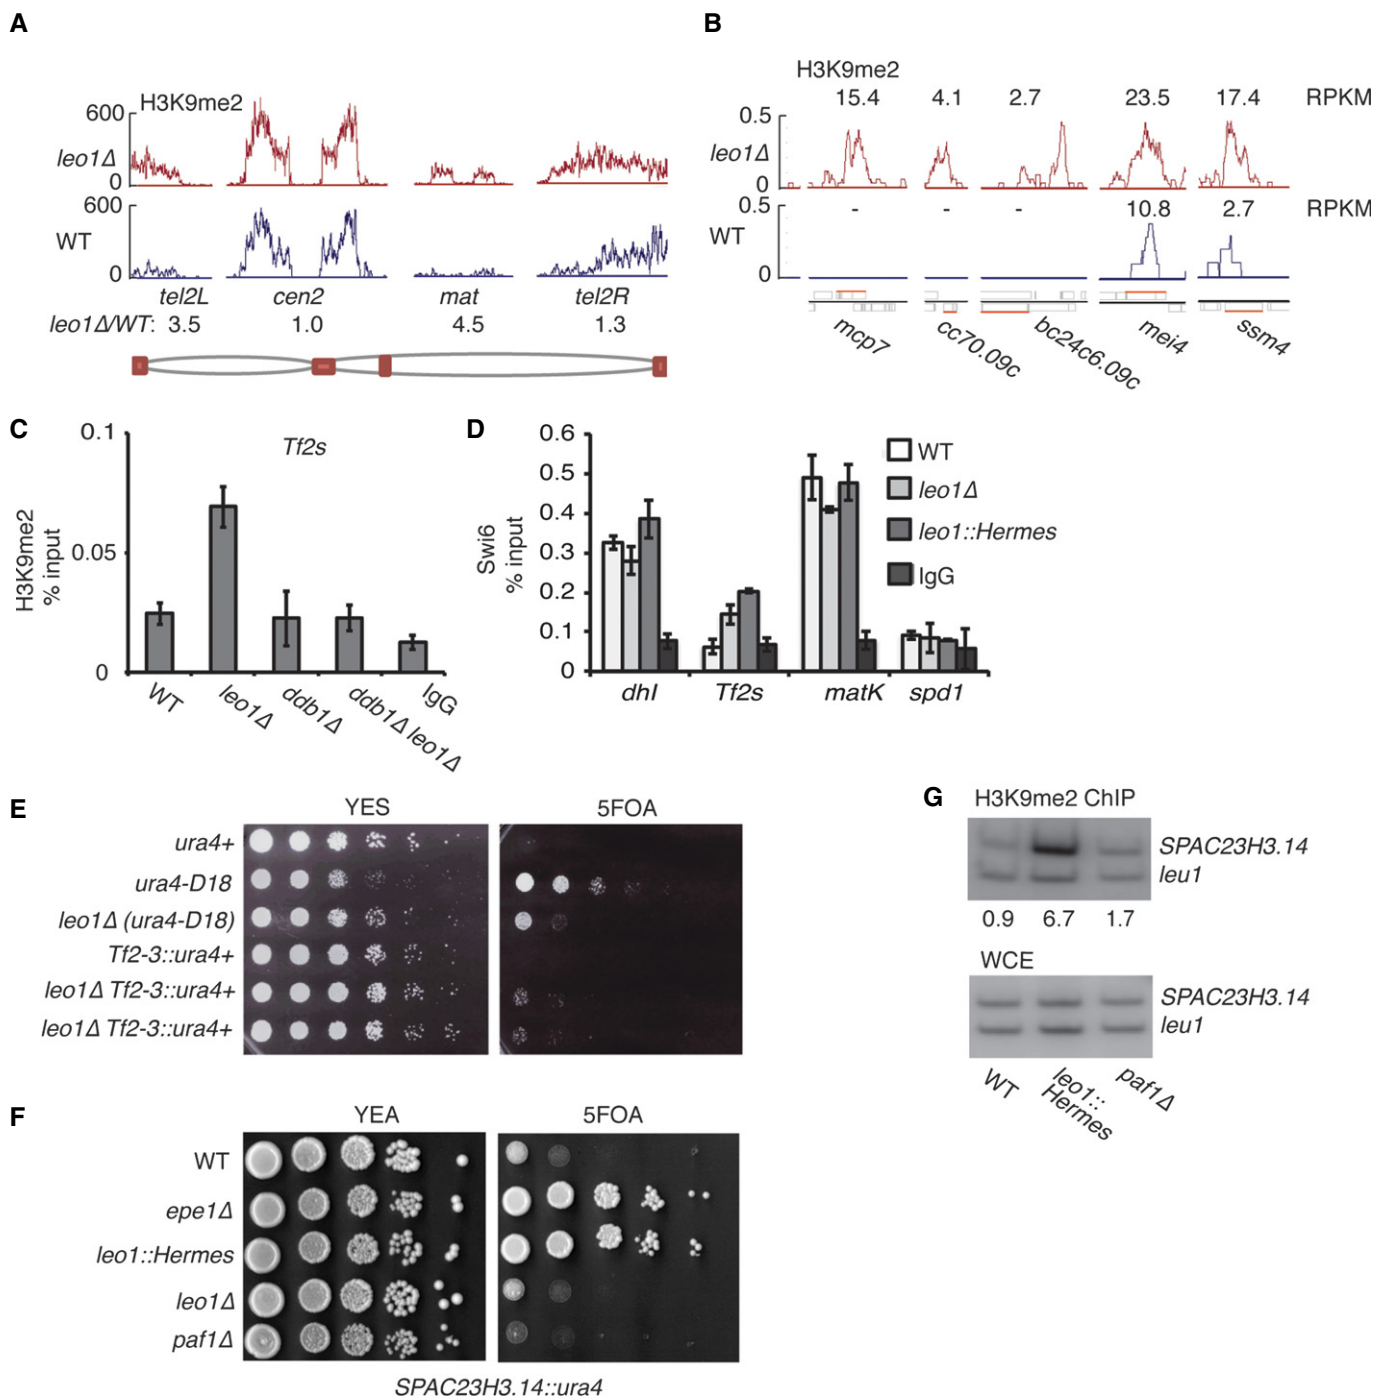 A
H3K9me2
600
leo1Δ
0
600
WT
0
tel2L cen2 mat tel2R
leo1Δ/WT: 3.5 1.0 4.5 1.3
B
H3K9me2
15.4 4.1 2.7 23.5 17.4 RPKM
0.5
leo1Δ
0
0.5
- - - 10.8 2.7 RPKM
WT
0
mcp7 cc70.09c bc24c6.09c mei4 ssm4
C
0.1
Tf2s
H3K9me2
% input
0.05
0
WT leo1Δ ddb1Δ ddb1Δ leo1Δ IgG
D
0.6
0.5
0.4
0.3
0.2
0.1
0
Swi6
% input
WT
leo1Δ
leo1::Hermes
IgG
dhI Tf2s matK spd1
E
YES 5FOA
ura4+
ura4-D18
leo1Δ (ura4-D18)
Tf2-3::ura4+
leo1Δ Tf2-3::ura4+
leo1Δ Tf2-3::ura4+
F
YEA 5FOA
WT
epe1Δ
leo1::Hermes
leo1Δ
paf1Δ
SPAC23H3.14::ura4
G
H3K9me2 ChIP
SPAC23H3.14
leu1
0.9 6.7 1.7
WCE
SPAC23H3.14
leu1
WT leo1::
Hermes paf1Δ